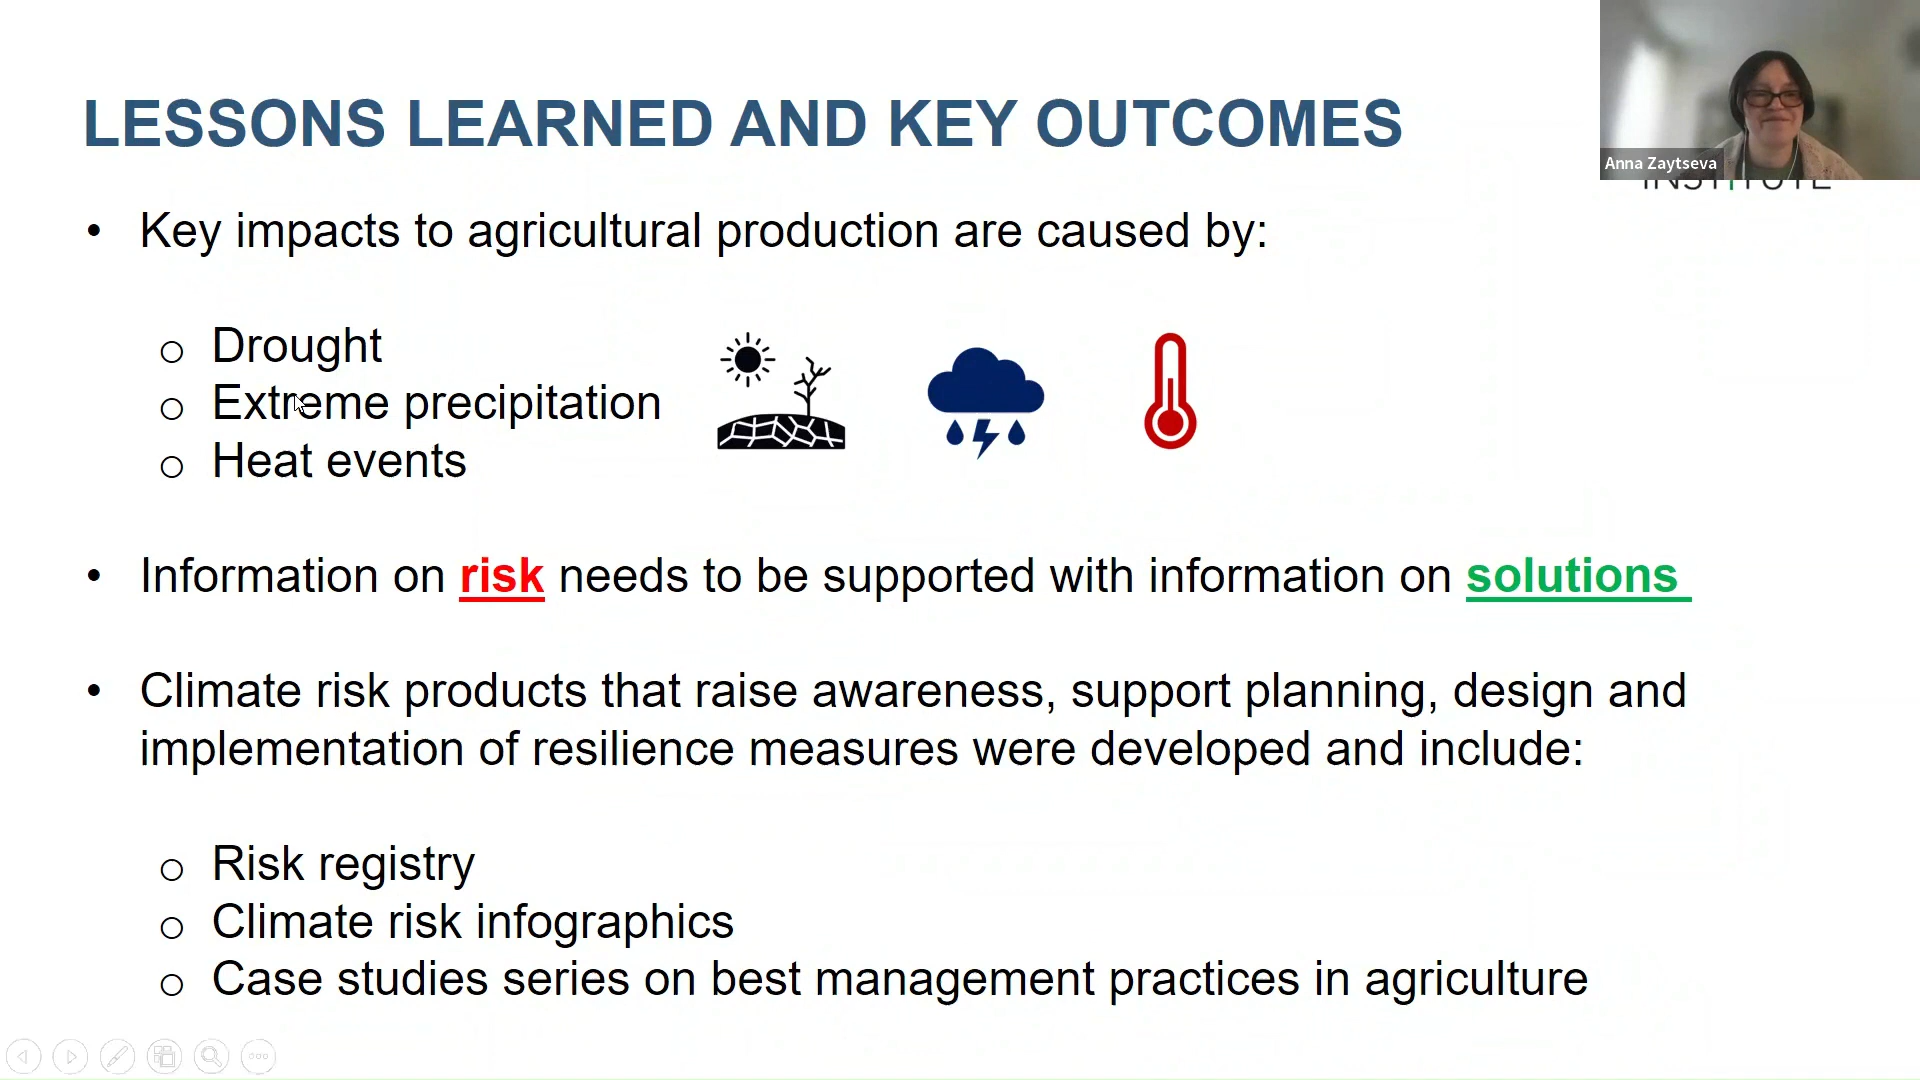 LESSONS LEARNED AND KEY OUTCOMES
Anna Zaytseva
INSTITUTE
• Key impacts to agricultural production are caused by:
o Drought
o Extreme precipitation
o Heat events
• Information on risk needs to be supported with information on solutions
• Climate risk products that raise awareness, support planning, design and
implementation of resilience measures were developed and include:
o Risk registry
o Climate risk infographics
o Case studies series on best management practices in agriculture